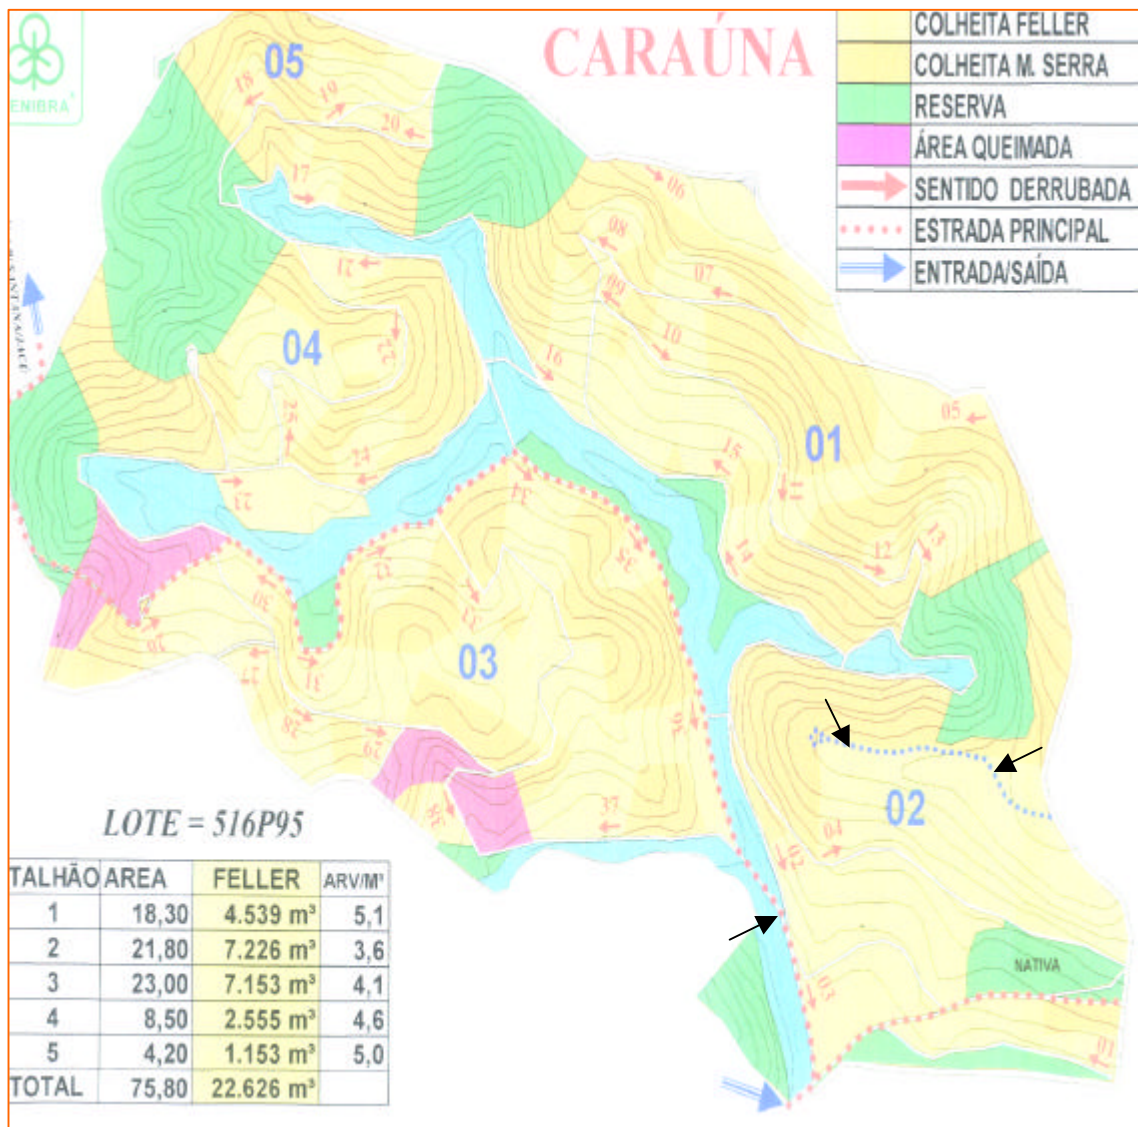 ENIBRA
CARAÚNA
COLHEITA FELLER
COLHEITA M. SERRA
RESERVA
ÁREA QUEIMADA
SENTIDO DERRUBADA
ESTRADA PRINCIPAL
ENTRADA/SAÍDA
05
18
19
20
17
06
08
07
09
10
21
04
22
16
05
01
25
24
15
11
23
34
14
12
13
35
32
30
33
26
03
27
31
28
36
29
02
37
38
04
02
LOTE = 516P95
TALHÃO AREA FELLER ARV/M³
1 18,30 4.539 m³ 5,1
2 21,80 7.226 m³ 3,6
3 23,00 7.153 m³ 4,1
4 8,50 2.555 m³ 4,6
5 4,20 1.153 m³ 5,0
TOTAL 75,80 22.626 m³
NATIVA
03
01